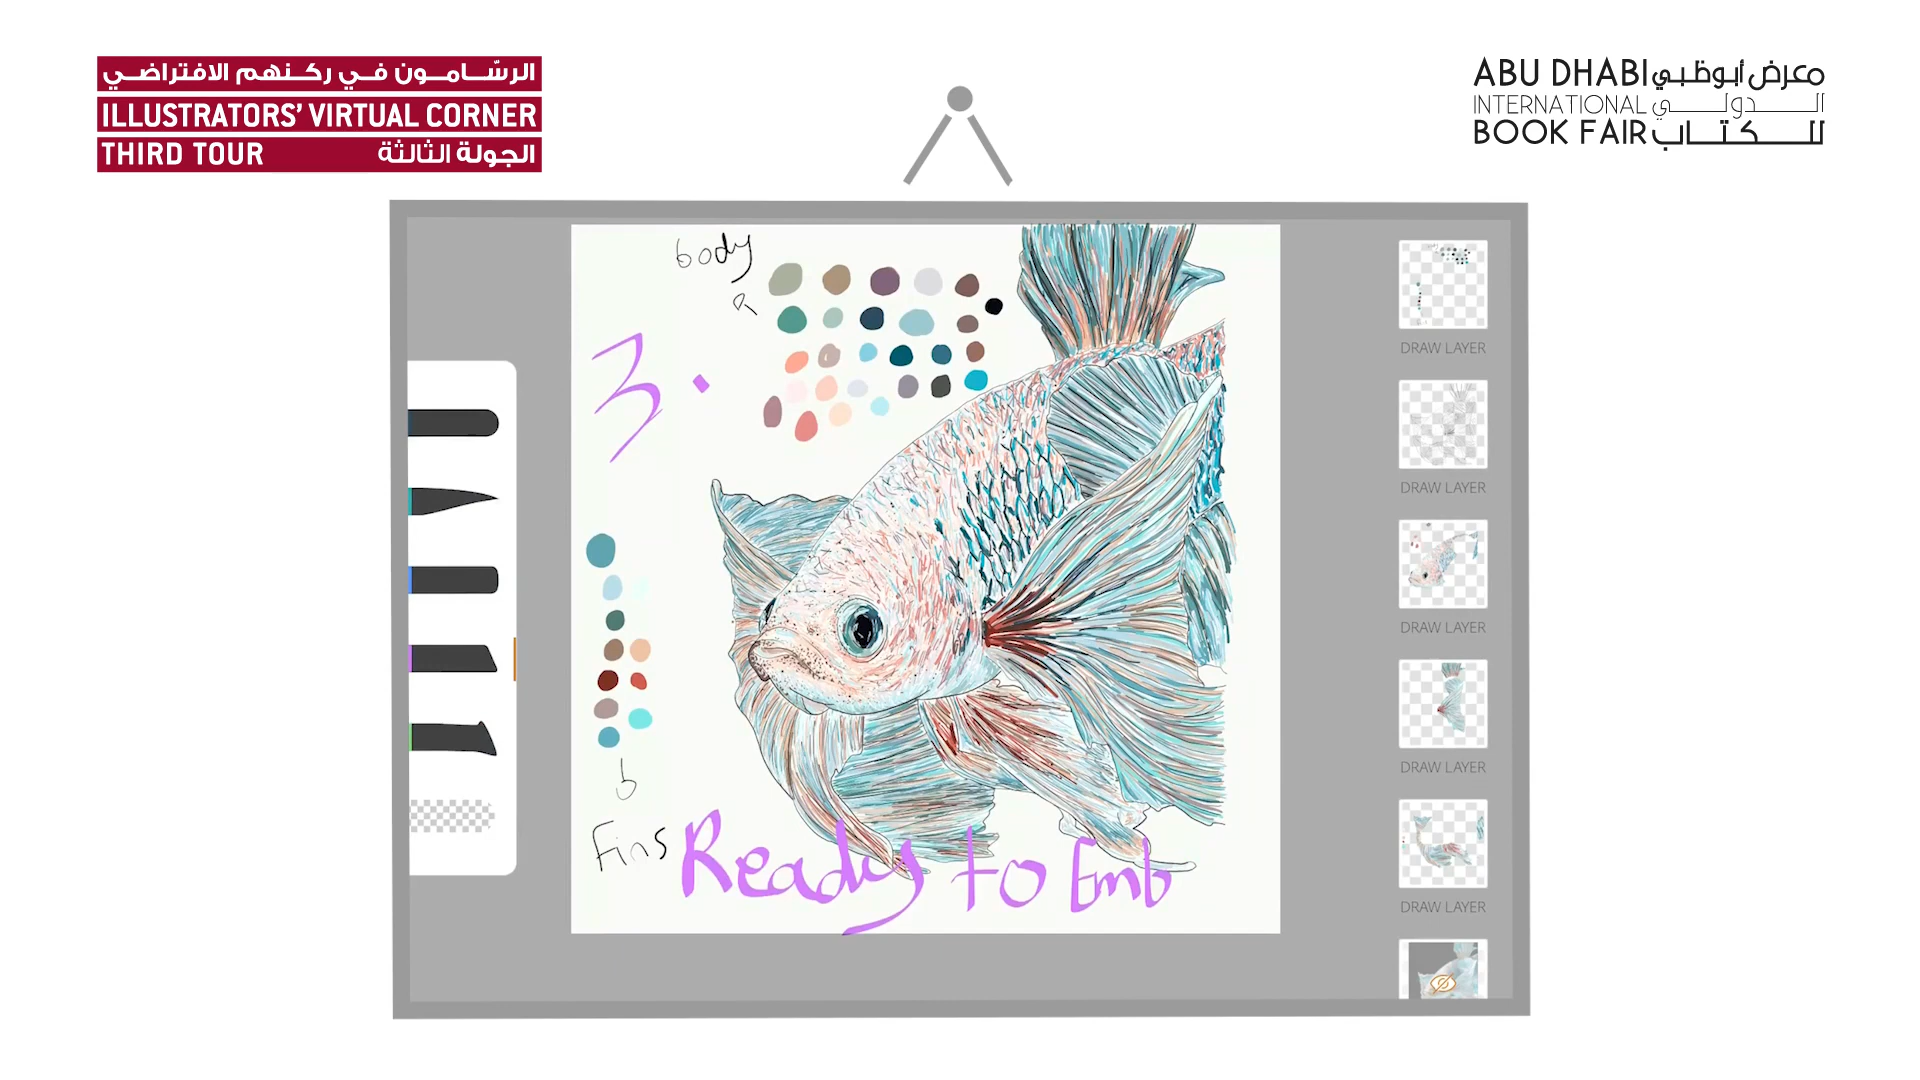 الرسّامون في ركنهم الافتراضي
ILLUSTRATORS’ VIRTUAL CORNER
THIRD TOUR الجولة الثالثة
ABU DHABI معرض أبوظبي
INTERNATIONAL الدولي
BOOK FAIR للكتاب
body
3.
DRAW LAYER
DRAW LAYER
DRAW LAYER
DRAW LAYER
DRAW LAYER
Fins
Ready to Emb